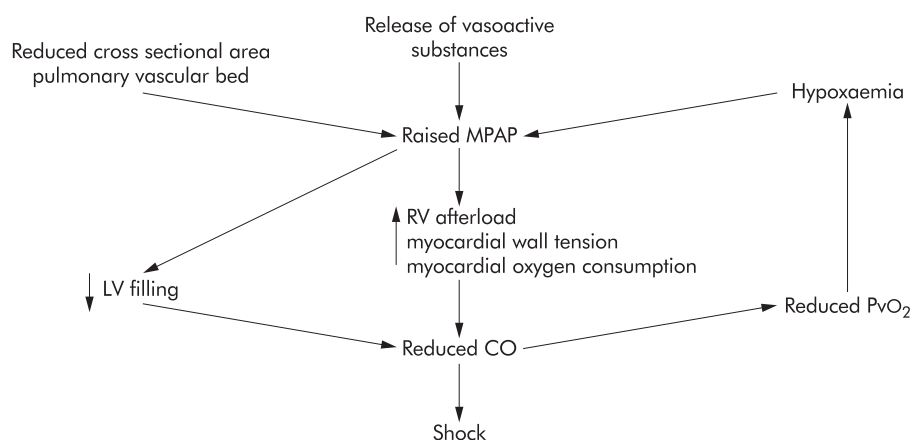 Release of vasoactive
substances
Reduced cross sectional area
pulmonary vascular bed
Hypoxaemia
Raised MPAP
RV afterload
myocardial wall tension
myocardial oxygen consumption
LV filling
Reduced PvO₂
Reduced CO
Shock